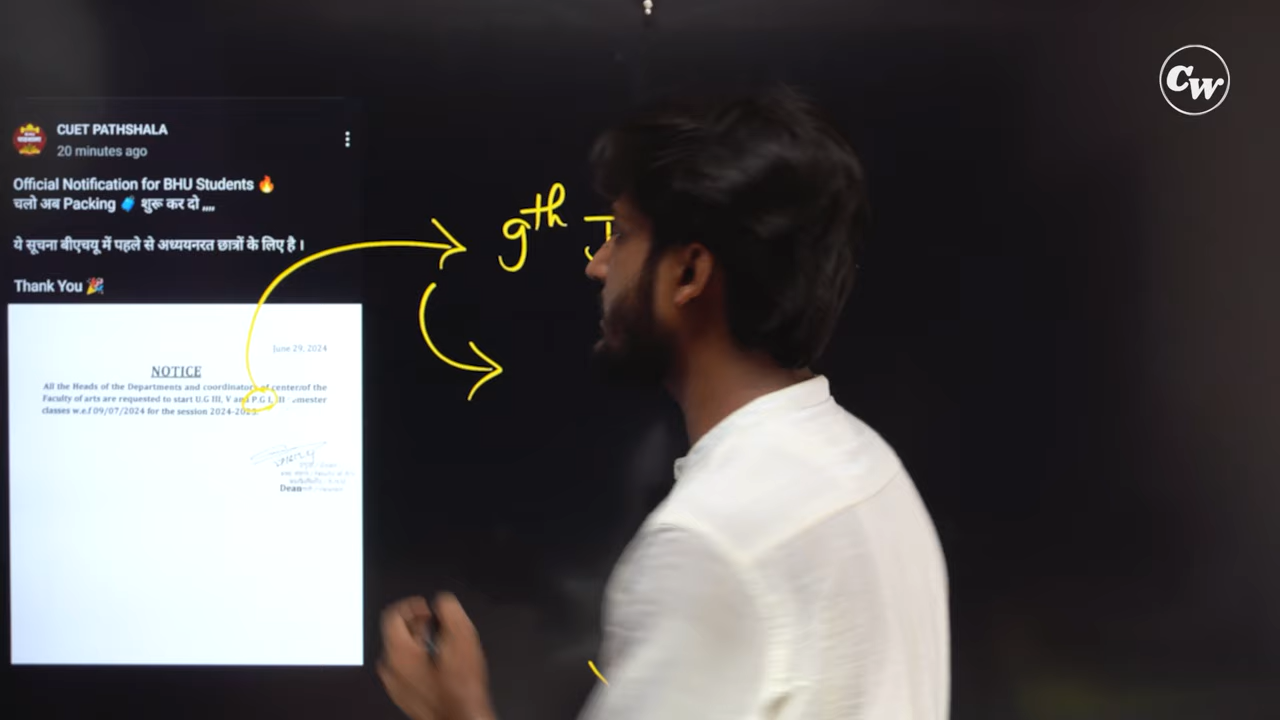 CW
CUET PATHSHALA
20 minutes ago
Official Notification for BHU Students 🔥
चलो अब Packing 🧳 शुरू कर दो ,,,,
ये सूचना बीएचयू में पहले से अध्ययनरत छात्रों के लिए है ।
Thank You 🎉
June 29, 2024
NOTICE
All the Heads of the Departments and coordinators of center/of the
Faculty of arts are requested to start U.G III, V and P.G I, III
classes w.e.f 09/07/2024 for the session 2024-2025.
Dean
9th J